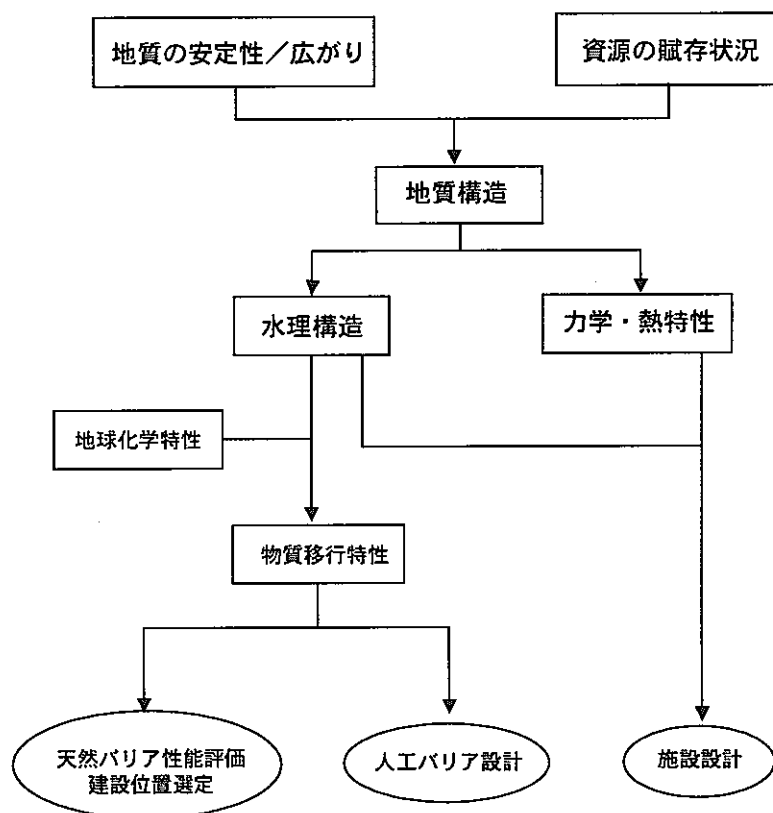 地質の安定性／広がり
資源の賦存状況
地質構造
水理構造
力学・熱特性
地球化学特性
物質移行特性
天然バリア性能評価
建設位置選定
人工バリア設計
施設設計